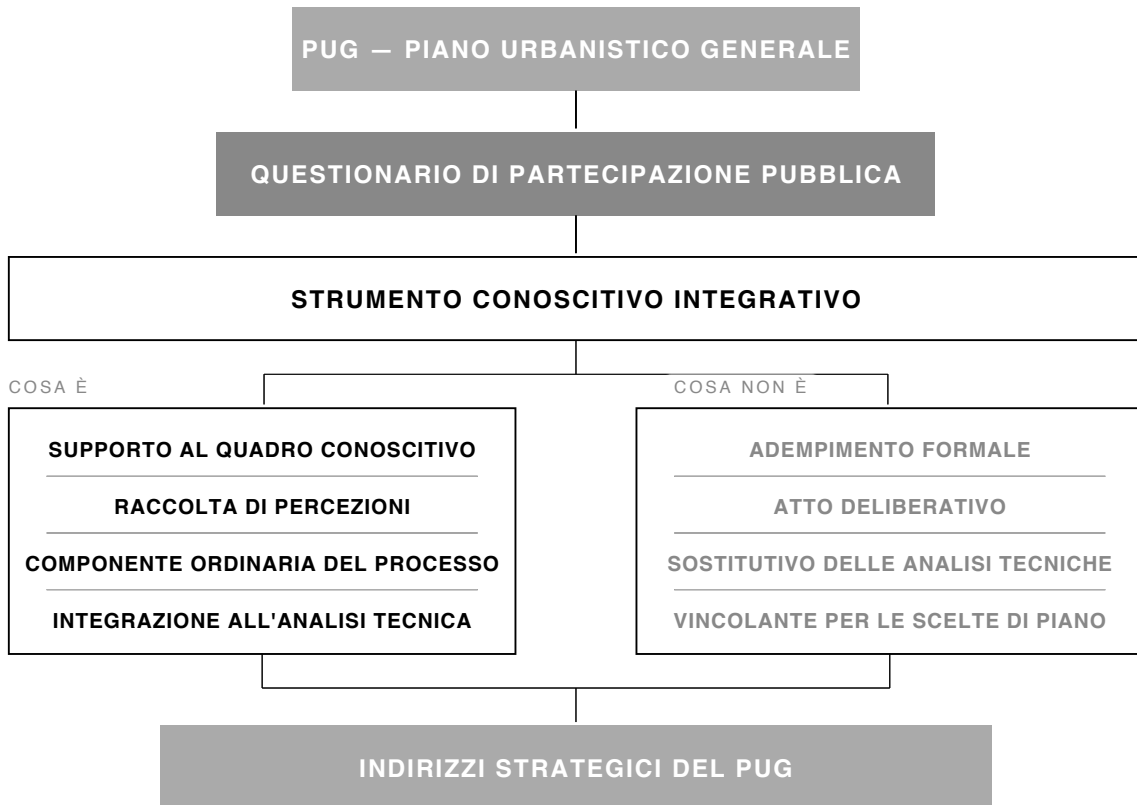 PUG — PIANO URBANISTICO GENERALE
QUESTIONARIO DI PARTECIPAZIONE PUBBLICA
STRUMENTO CONOSCITIVO INTEGRATIVO
COSA È
SUPPORTO AL QUADRO CONOSCITIVO
RACCOLTA DI PERCEZIONI
COMPONENTE ORDINARIA DEL PROCESSO
INTEGRAZIONE ALL'ANALISI TECNICA
COSA NON È
ADEMPIMENTO FORMALE
ATTO DELIBERATIVO
SOSTITUTIVO DELLE ANALISI TECNICHE
VINCOLANTE PER LE SCELTE DI PIANO
INDIRIZZI STRATEGICI DEL PUG